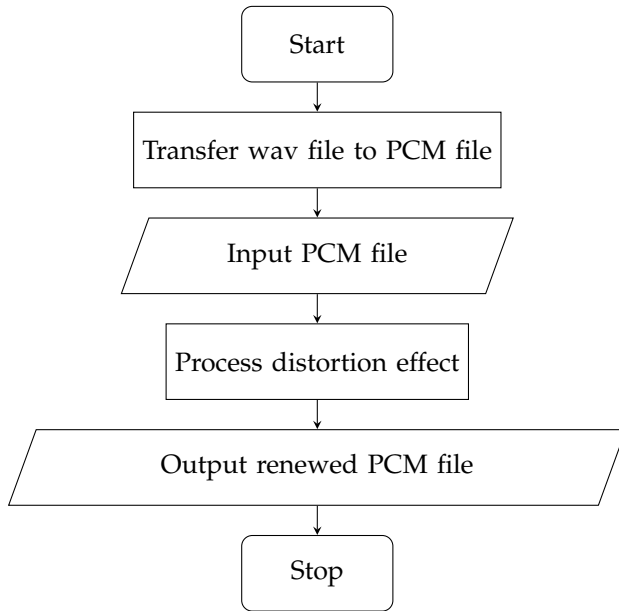 Start
Transfer wav file to PCM file
Input PCM file
Process distortion effect
Output renewed PCM file
Stop